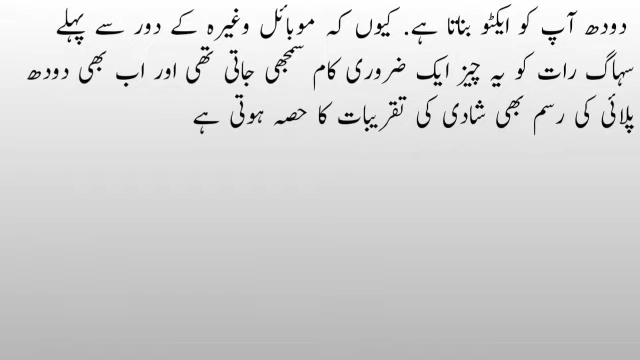 دودھ آپ کو ایکٹو بناتا ہے. کیوں کہ موبائل وغیرہ کے دور سے پہلے
سہاگ رات کو یہ چیز ایک ضروری کام سمجھی جاتی تھی اور اب بھی دودھ
پلائی کی رسم بھی شادی کی تقریبات کا حصہ ہوتی ہے